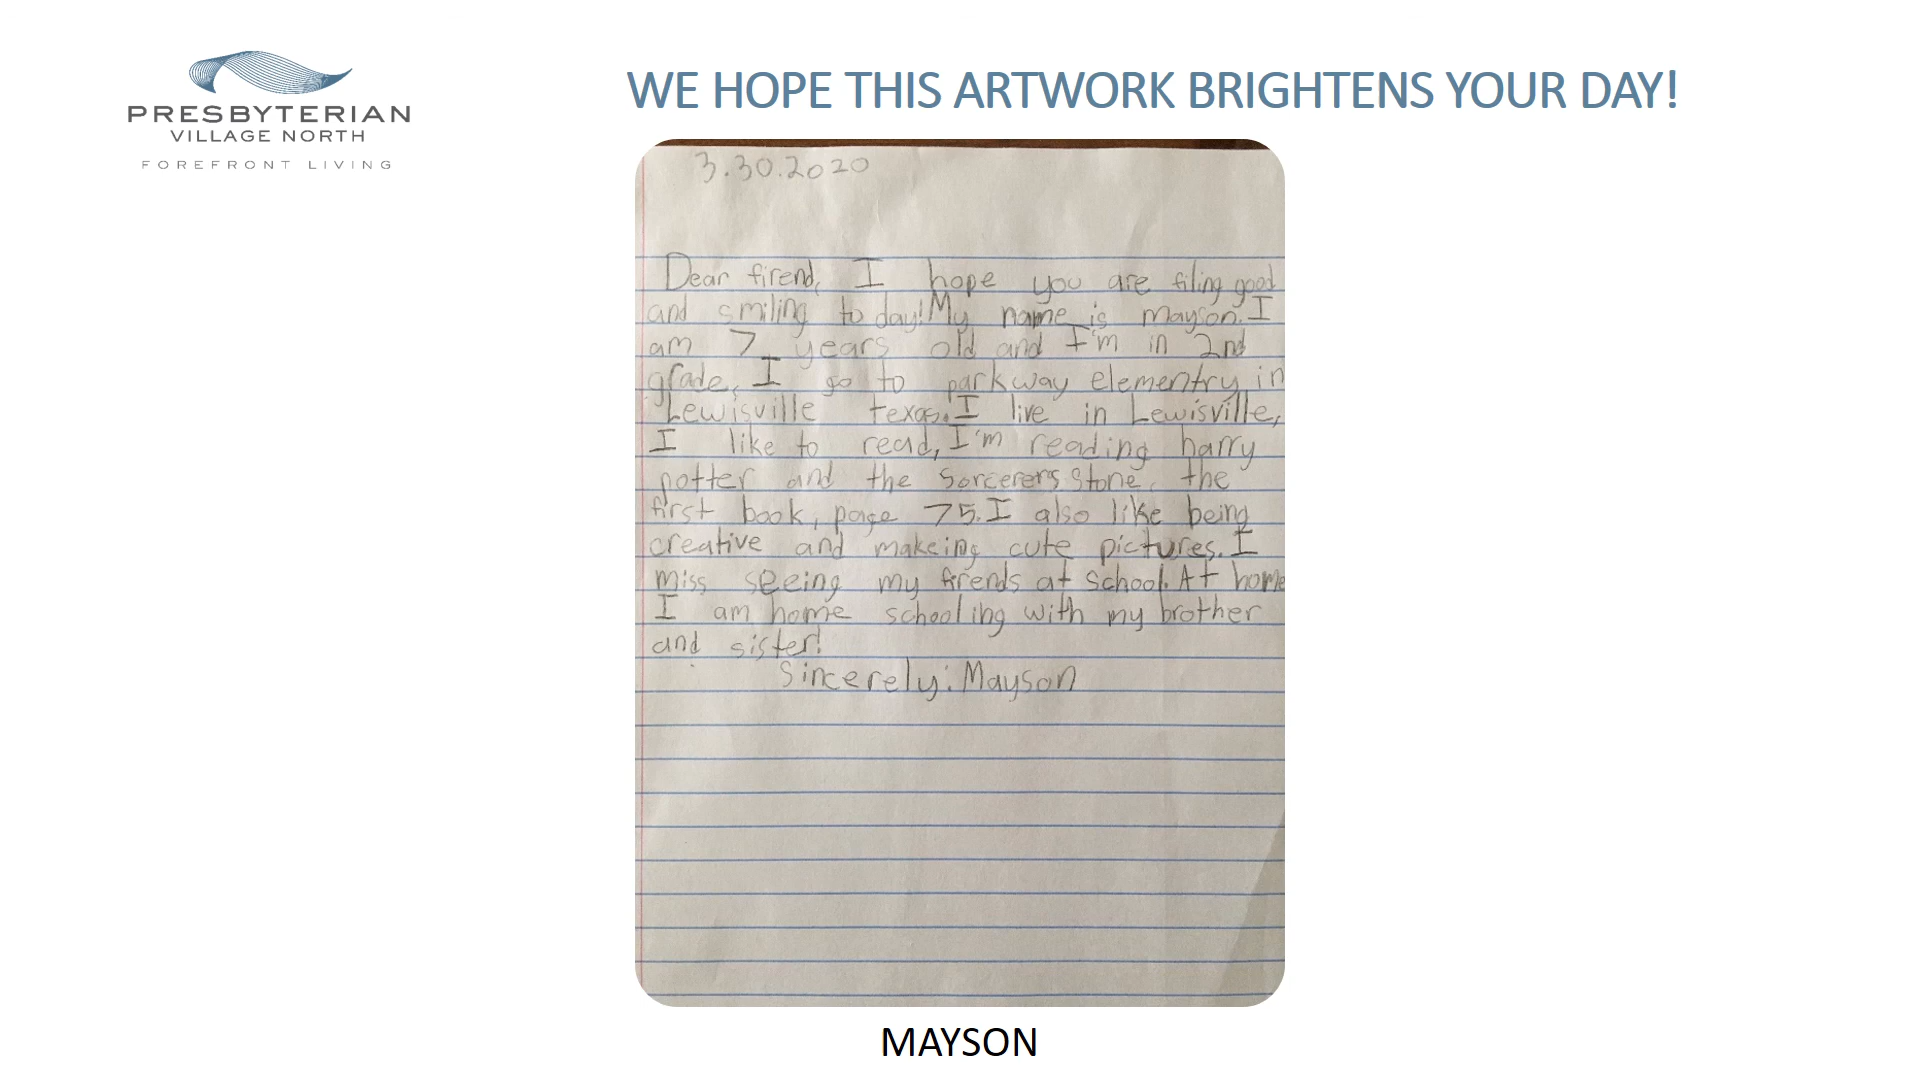 PRESBYTERIAN
VILLAGE NORTH
FOREFRONT LIVING
WE HOPE THIS ARTWORK BRIGHTENS YOUR DAY!
3.30.2020
Dear firend, I hope you are filing good
and smiling to day! My name is mayson. I
am 7 years old and I'm in 2nd
grade. I go to parkway elementry in
Lewisville texas. I live in Lewisville,
I like to read, I'm reading harry
potter and the Sorcerers Stone. the
first book, page 75. I also like being
creative and makeing cute pictures. I
miss seeing my firends at school. At home
I am home schooling with my brother
and sister!
Sincerely: Mayson
MAYSON